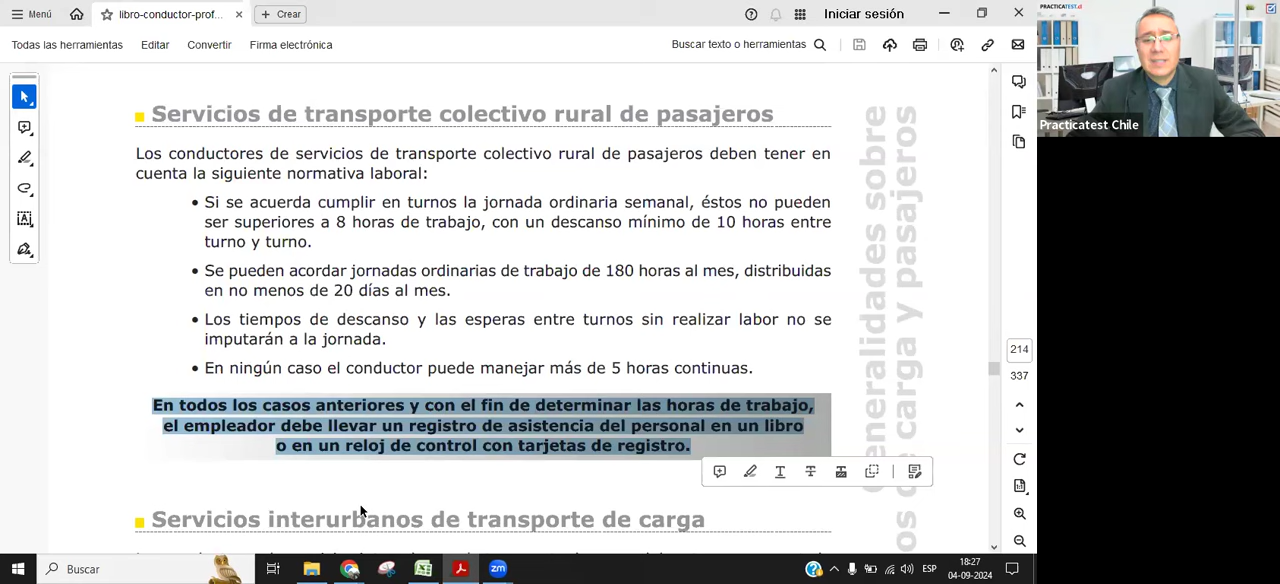 Menú
libro-conductor-prof...
Crear
Iniciar sesión
Todas las herramientas
Editar
Convertir
Firma electrónica
Buscar texto o herramientas
Servicios de transporte colectivo rural de pasajeros
Los conductores de servicios de transporte colectivo rural de pasajeros deben tener en
cuenta la siguiente normativa laboral:
• Si se acuerda cumplir en turnos la jornada ordinaria semanal, éstos no pueden
ser superiores a 8 horas de trabajo, con un descanso mínimo de 10 horas entre
turno y turno.
• Se pueden acordar jornadas ordinarias de trabajo de 180 horas al mes, distribuidas
en no menos de 20 días al mes.
• Los tiempos de descanso y las esperas entre turnos sin realizar labor no se
imputarán a la jornada.
• En ningún caso el conductor puede manejar más de 5 horas continuas.
En todos los casos anteriores y con el fin de determinar las horas de trabajo,
el empleador debe llevar un registro de asistencia del personal en un libro
o en un reloj de control con tarjetas de registro.
Servicios interurbanos de transporte de carga
eneralidades sobre
os de carga y pasajeros
214
337
PRACTICATEST.cl
Practicatest Chile
Buscar
zm
ESP
18:27
04-09-2024